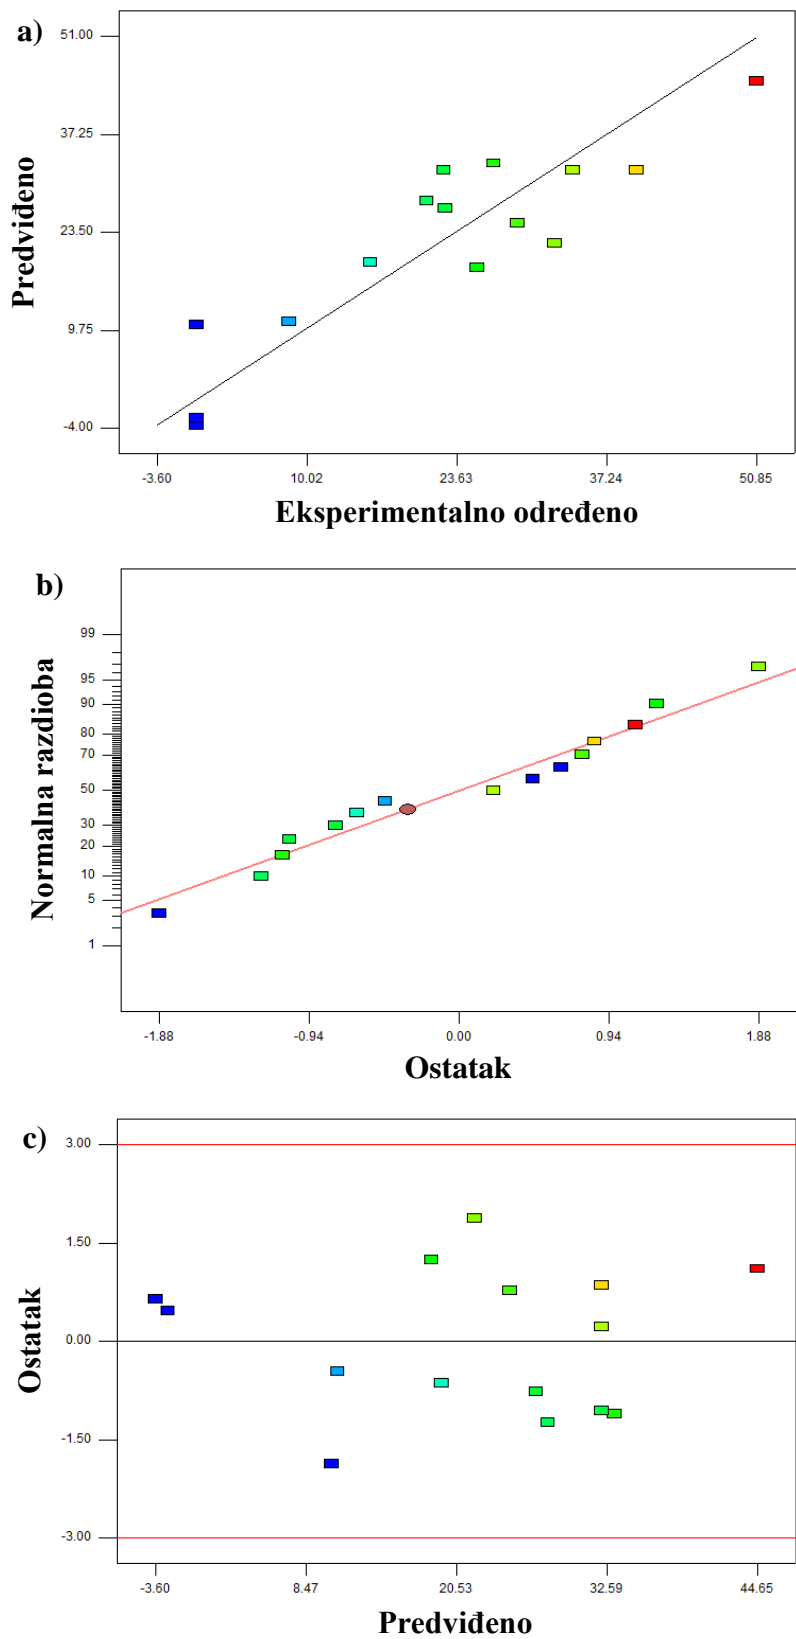 a)
51.00
37.25
23.50
9.75
-4.00
Predviđeno
-3.60 10.02 23.63 37.24 50.85
Eksperimentalno određeno
b)
99
95
90
80
70
50
30
20
10
5
1
Normalna razdioba
-1.88 -0.94 0.00 0.94 1.88
Ostatak
c)
3.00
1.50
0.00
-1.50
-3.00
Ostatak
-3.60 8.47 20.53 32.59 44.65
Predviđeno